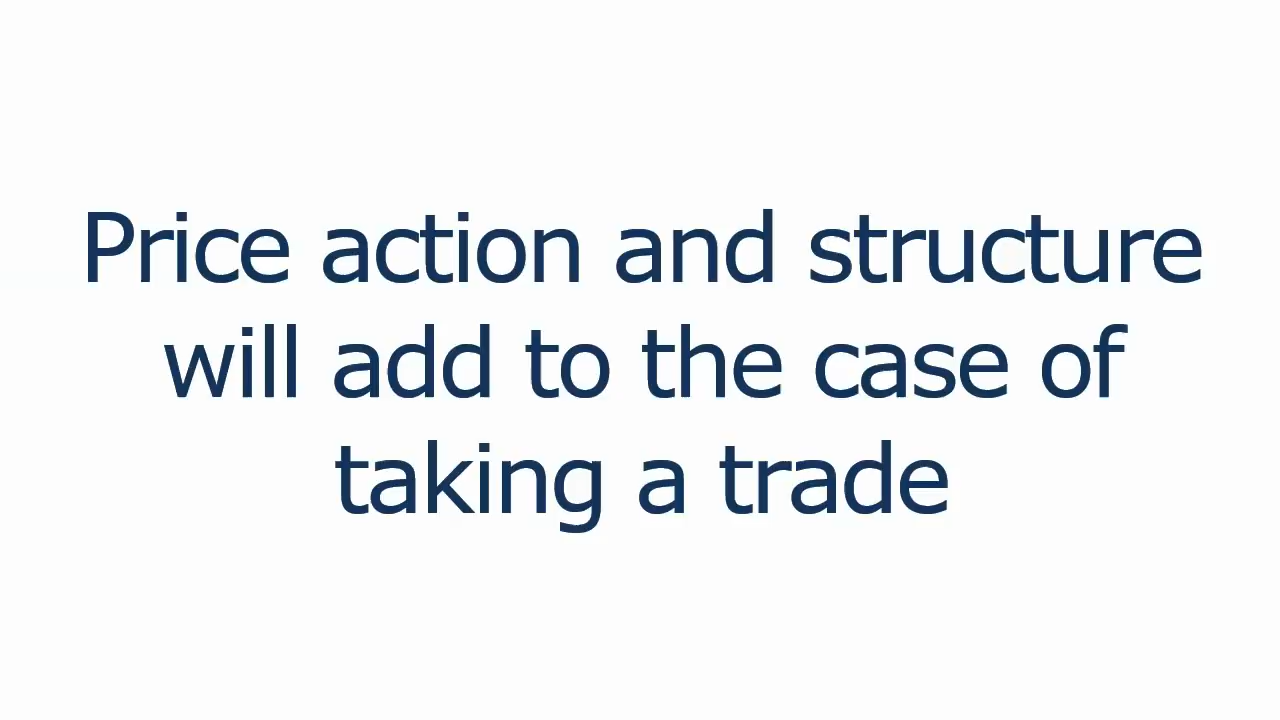 Price action and structure
will add to the case of
taking a trade